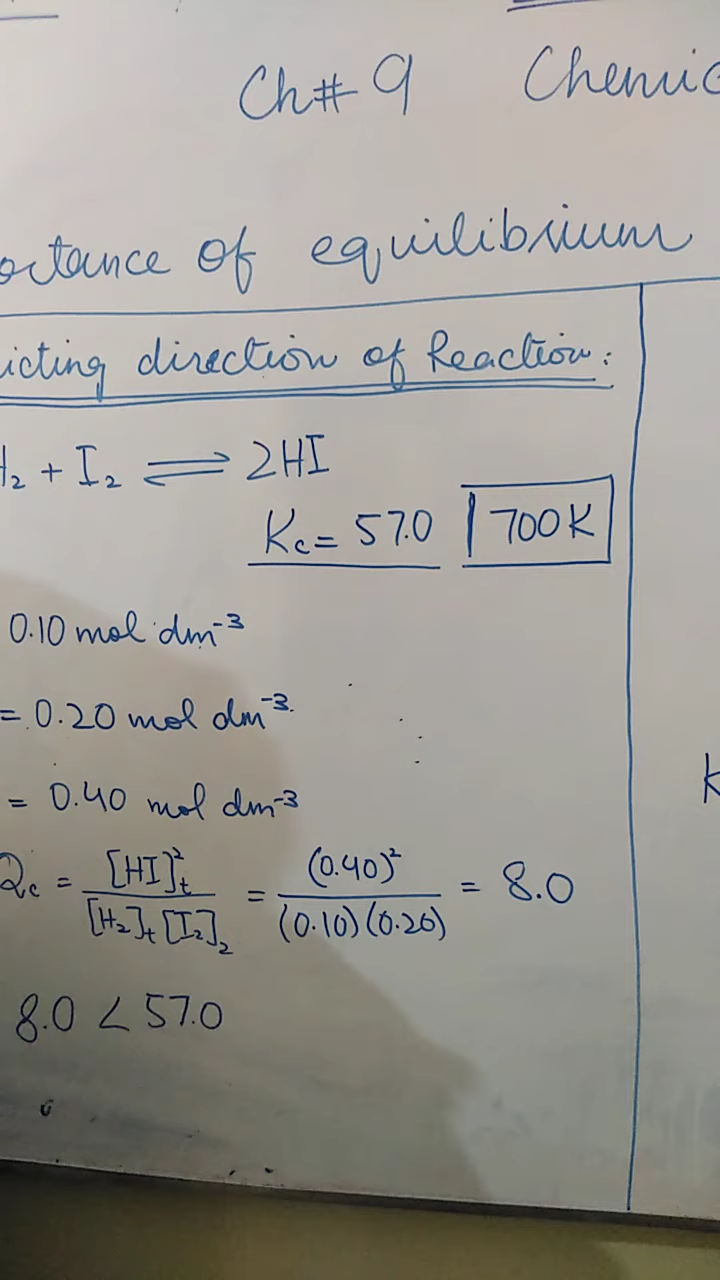 Ch# 9 Chemic
ortance of equilibrium
icting direction of Reaction:
H₂ + I₂ ⇌ 2HI
Kc = 57.0 700K
0.10 mol dm⁻³
= 0.20 mol dm⁻³
= 0.40 mol dm⁻³
Qc = [HI]²t / [H₂]t [I₂]₂ = (0.40)² / (0.10)(0.20) = 8.0
8.0 < 57.0
K